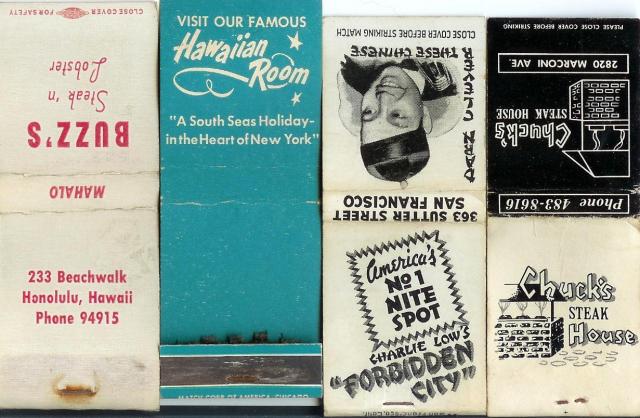 CLOSE COVER
FOR SAFETY
BUZZ'S
Steak 'n
Lobster
MAHALO
233 Beachwalk
Honolulu, Hawaii
Phone 94915
VISIT OUR FAMOUS
Hawaiian
Room
"A South Seas Holiday-
in the Heart of New York"
MATCH CORP. OF AMERICA, CHICAGO
CLOSE COVER BEFORE STRIKING MATCH
THESE CHINESE
363 SUTTER STREET
SAN FRANCISCO
America's
No 1
NITE
SPOT
CHARLIE LOW'S
"FORBIDDEN
CITY"
PLEASE CLOSE COVER BEFORE STRIKING
2820 MARCONI AVE.
Chuck's
STEAK HOUSE
Phone 483-8616
Chuck's
STEAK
House